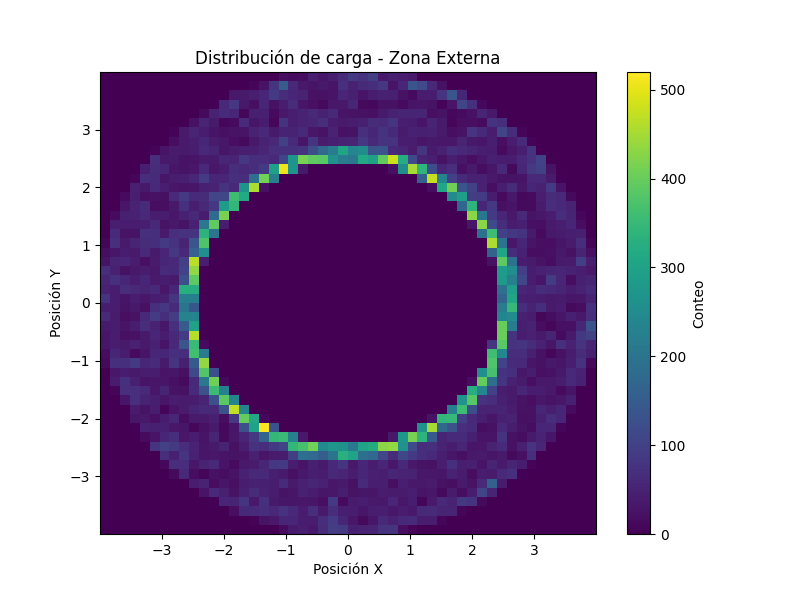 Distribución de carga - Zona Externa
3
2
1
0
−1
−2
−3
Posición Y
−3 −2 −1 0 1 2 3
Posición X
500
400
300
200
100
0
Conteo